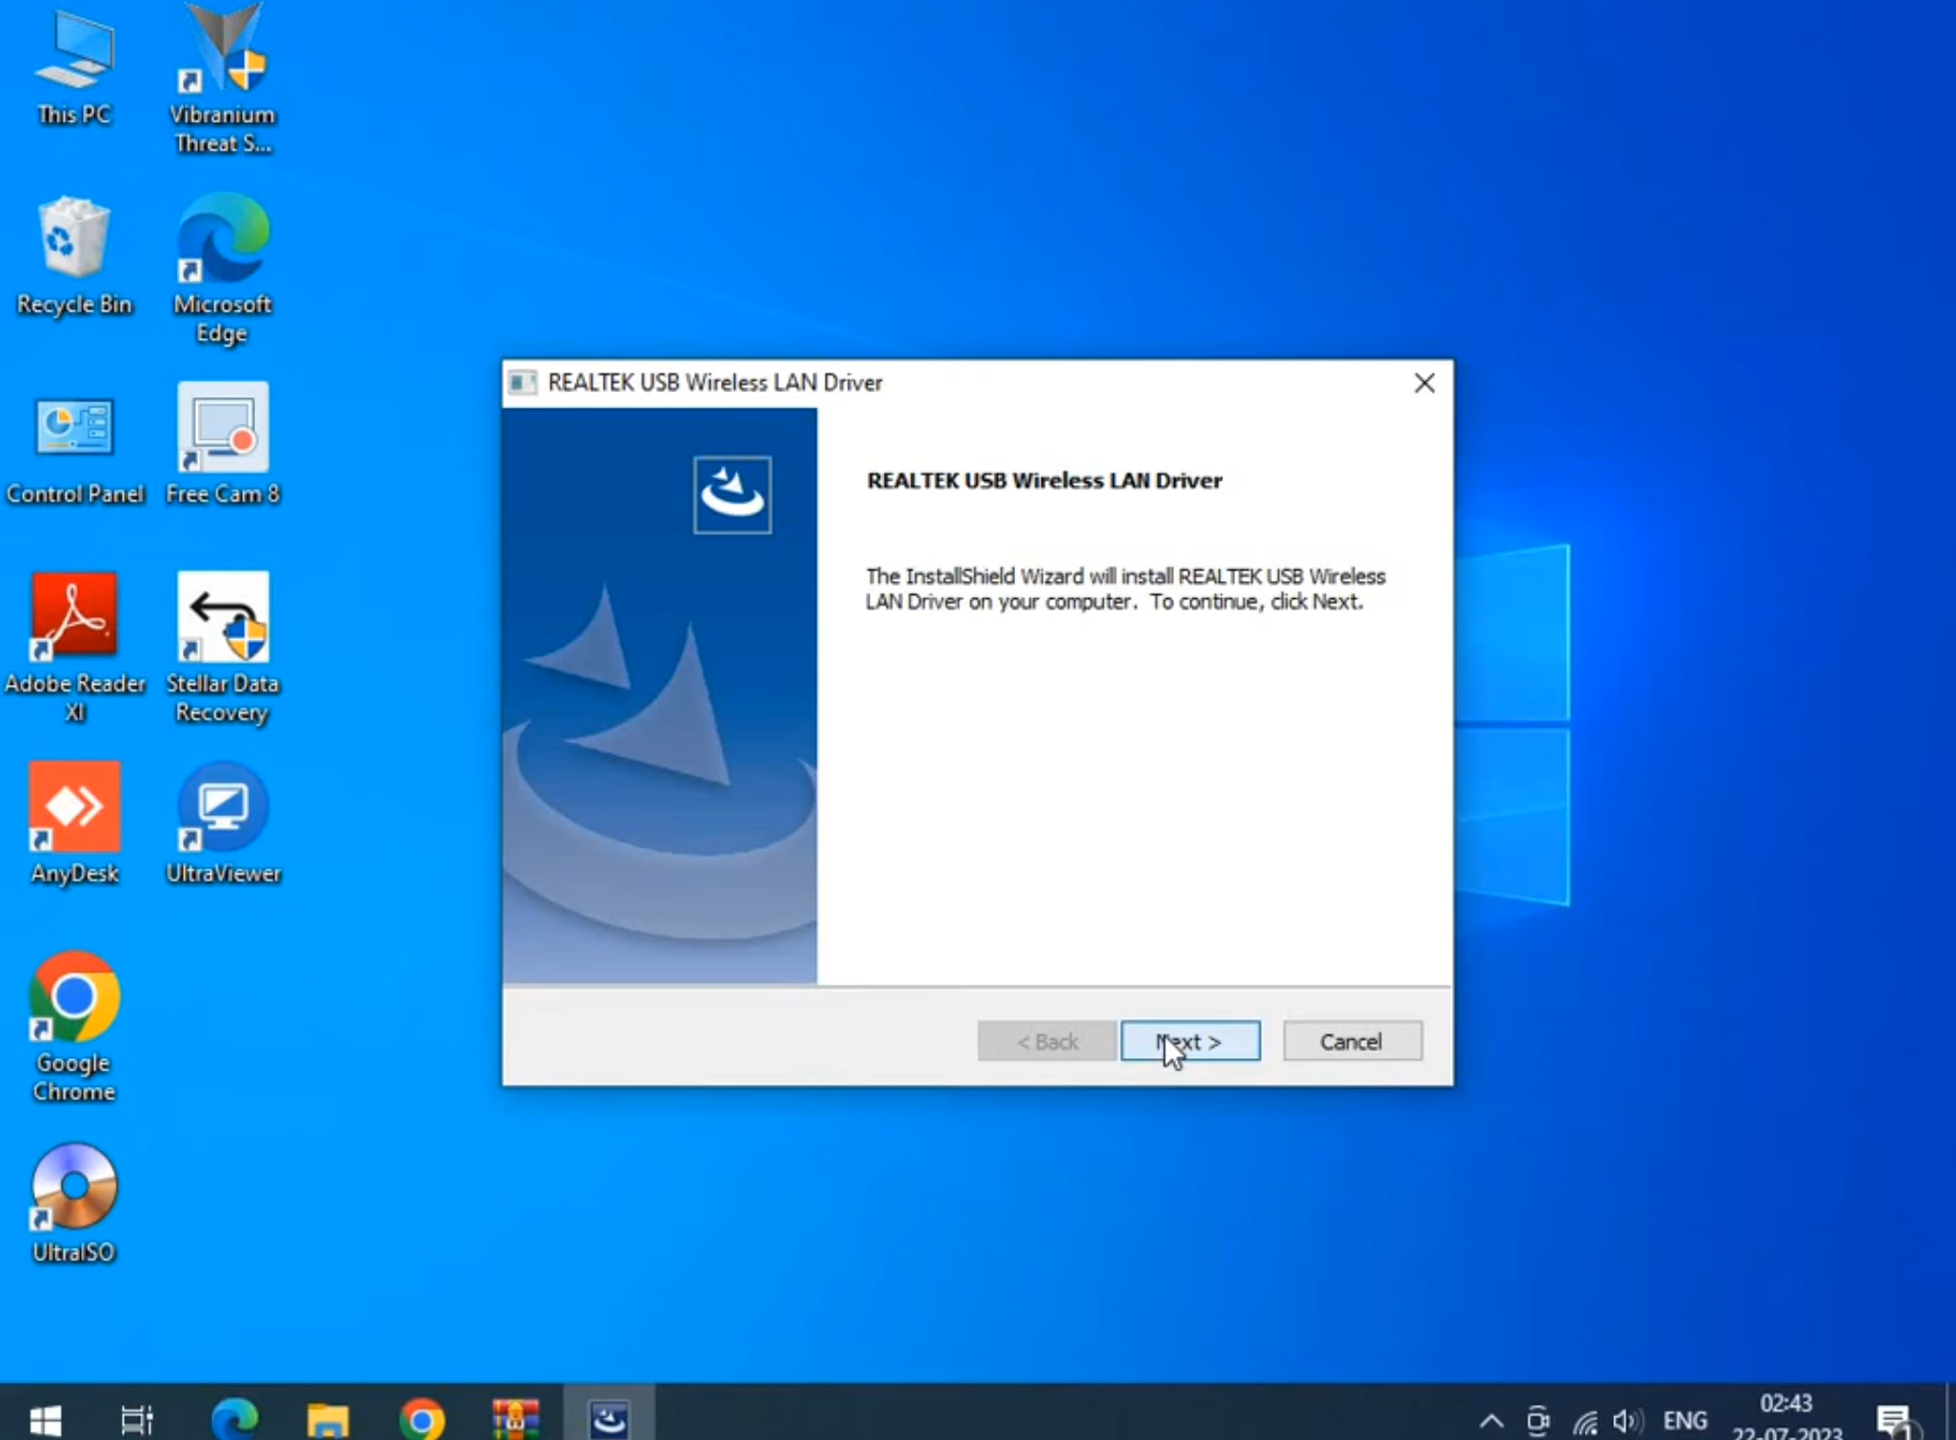 This PC
Vibranium
Threat S...
Recycle Bin
Microsoft
Edge
Control Panel
Free Cam 8
Adobe Reader
XI
Stellar Data
Recovery
AnyDesk
UltraViewer
Google
Chrome
UltraISO
REALTEK USB Wireless LAN Driver
REALTEK USB Wireless LAN Driver
The InstallShield Wizard will install REALTEK USB Wireless
LAN Driver on your computer.  To continue, click Next.
< Back
Next >
Cancel
ENG
02:43
22-07-2023
1